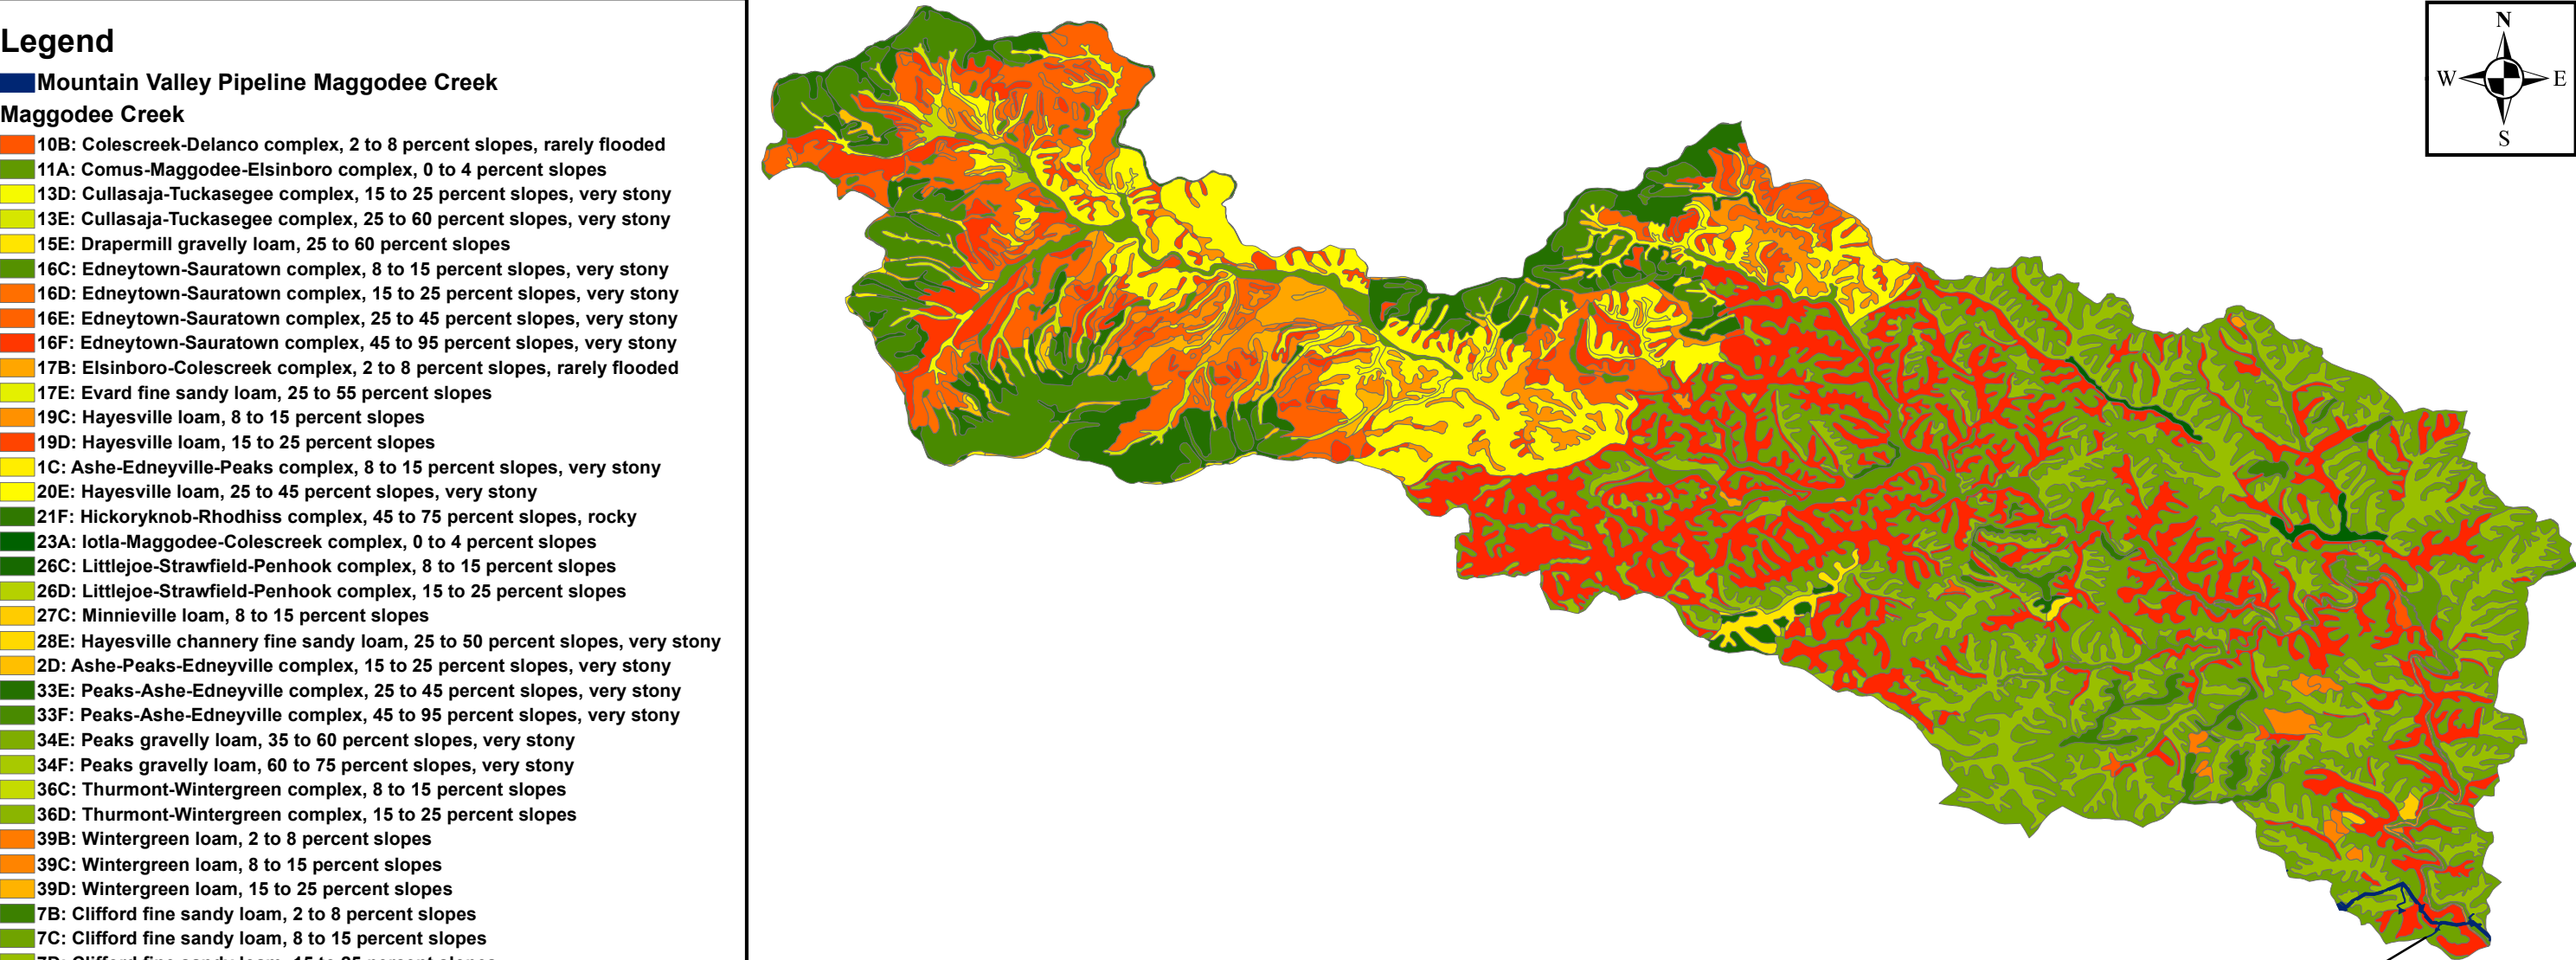 Legend
Mountain Valley Pipeline Maggodee Creek
Maggodee Creek
10B: Colescreek-Delanco complex, 2 to 8 percent slopes, rarely flooded
11A: Comus-Maggodee-Elsinboro complex, 0 to 4 percent slopes
13D: Cullasaja-Tuckasegee complex, 15 to 25 percent slopes, very stony
13E: Cullasaja-Tuckasegee complex, 25 to 60 percent slopes, very stony
15E: Drapermill gravelly loam, 25 to 60 percent slopes
16C: Edneytown-Sauratown complex, 8 to 15 percent slopes, very stony
16D: Edneytown-Sauratown complex, 15 to 25 percent slopes, very stony
16E: Edneytown-Sauratown complex, 25 to 45 percent slopes, very stony
16F: Edneytown-Sauratown complex, 45 to 95 percent slopes, very stony
17B: Elsinboro-Colescreek complex, 2 to 8 percent slopes, rarely flooded
17E: Evard fine sandy loam, 25 to 55 percent slopes
19C: Hayesville loam, 8 to 15 percent slopes
19D: Hayesville loam, 15 to 25 percent slopes
1C: Ashe-Edneyville-Peaks complex, 8 to 15 percent slopes, very stony
20E: Hayesville loam, 25 to 45 percent slopes, very stony
21F: Hickoryknob-Rhodhiss complex, 45 to 75 percent slopes, rocky
23A: Iotla-Maggodee-Colescreek complex, 0 to 4 percent slopes
26C: Littlejoe-Strawfield-Penhook complex, 8 to 15 percent slopes
26D: Littlejoe-Strawfield-Penhook complex, 15 to 25 percent slopes
27C: Minnieville loam, 8 to 15 percent slopes
28E: Hayesville channery fine sandy loam, 25 to 50 percent slopes, very stony
2D: Ashe-Peaks-Edneyville complex, 15 to 25 percent slopes, very stony
33E: Peaks-Ashe-Edneyville complex, 25 to 45 percent slopes, very stony
33F: Peaks-Ashe-Edneyville complex, 45 to 95 percent slopes, very stony
34E: Peaks gravelly loam, 35 to 60 percent slopes, very stony
34F: Peaks gravelly loam, 60 to 75 percent slopes, very stony
36C: Thurmont-Wintergreen complex, 8 to 15 percent slopes
36D: Thurmont-Wintergreen complex, 15 to 25 percent slopes
39B: Wintergreen loam, 2 to 8 percent slopes
39C: Wintergreen loam, 8 to 15 percent slopes
39D: Wintergreen loam, 15 to 25 percent slopes
7B: Clifford fine sandy loam, 2 to 8 percent slopes
7C: Clifford fine sandy loam, 8 to 15 percent slopes
7D: Clifford fine sandy loam, 15 to 25 percent slopes
N
W E
S